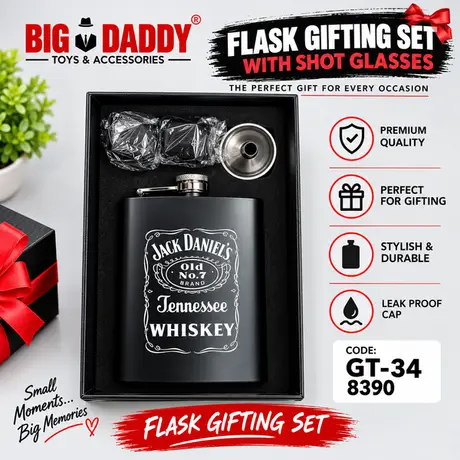 BIG DADDY®
TOYS & ACCESSORIES
FLASK GIFTING SET
WITH SHOT GLASSES
THE PERFECT GIFT FOR EVERY OCCASION
PREMIUM
QUALITY
PERFECT
FOR GIFTING
STYLISH &
DURABLE
LEAK PROOF
CAP
CODE:
GT-34
8390
JACK DANIEL'S
Old
No.7
BRAND
Tennessee
WHISKEY
Small
Moments...
Big Memories
FLASK GIFTING SET